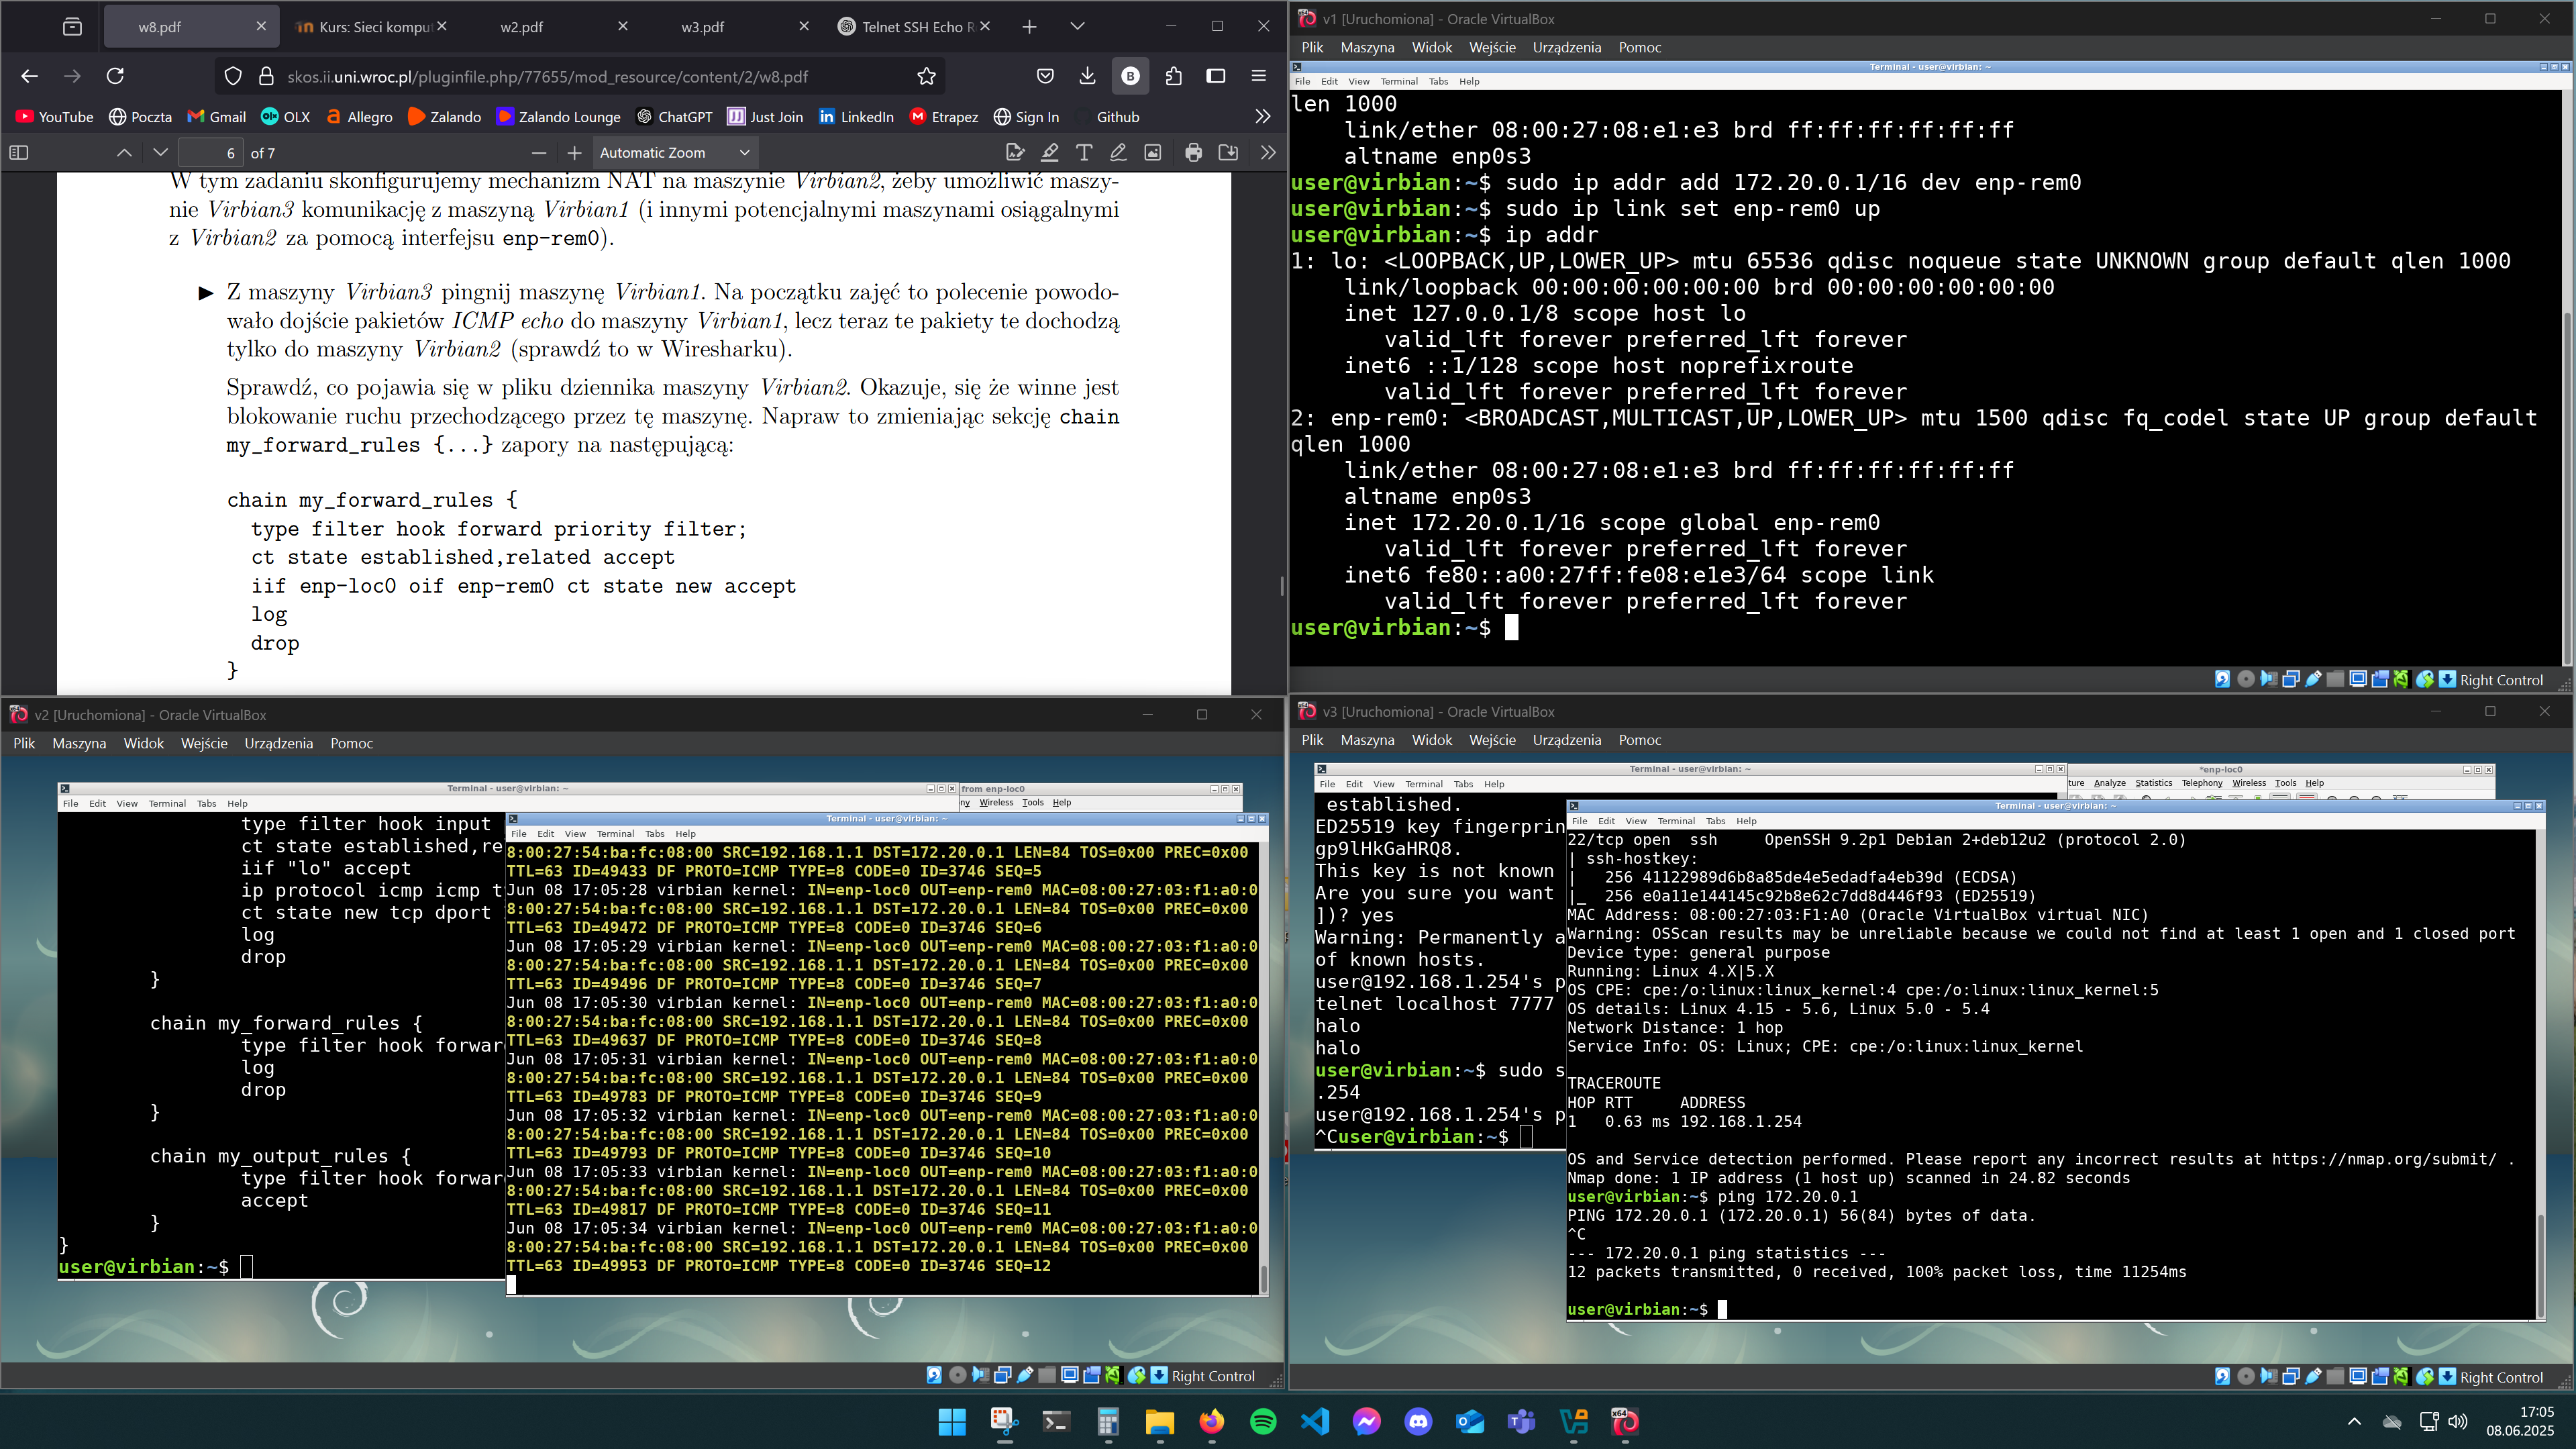 w8.pdf
Kurs: Sieci komput
w2.pdf
w3.pdf
Telnet SSH Echo R
skos.ii.uni.wroc.pl/pluginfile.php/77655/mod_resource/content/2/w8.pdf
B
YouTube Poczta Gmail OLX Allegro Zalando Zalando Lounge ChatGPT Just Join LinkedIn Etrapez Sign In Github
6 of 7
Automatic Zoom
W tym zadaniu skonfigurujemy mechanizm NAT na maszynie Virbian2, żeby umożliwić maszy-
nie Virbian3 komunikację z maszyną Virbian1 (i innymi potencjalnymi maszynami osiągalnymi
z Virbian2 za pomocą interfejsu enp-rem0).
► Z maszyny Virbian3 pingnij maszynę Virbian1. Na początku zajęć to polecenie powodo-
wało dojście pakietów ICMP echo do maszyny Virbian1, lecz teraz te pakiety te dochodzą
tylko do maszyny Virbian2 (sprawdź to w Wiresharku).
Sprawdź, co pojawia się w pliku dziennika maszyny Virbian2. Okazuje, się że winne jest
blokowanie ruchu przechodzącego przez tę maszynę. Napraw to zmieniając sekcję chain
my_forward_rules {...} zapory na następującą:
chain my_forward_rules {
type filter hook forward priority filter;
ct state established,related accept
iif enp-loc0 oif enp-rem0 ct state new accept
log
drop
}
v1 [Uruchomiona] - Oracle VirtualBox
Plik Maszyna Widok Wejście Urządzenia Pomoc
Terminal - user@virbian: ~
File Edit View Terminal Tabs Help
len 1000
link/ether 08:00:27:08:e1:e3 brd ff:ff:ff:ff:ff:ff
altname enp0s3
user@virbian:~$ sudo ip addr add 172.20.0.1/16 dev enp-rem0
user@virbian:~$ sudo ip link set enp-rem0 up
user@virbian:~$ ip addr
1: lo: <LOOPBACK,UP,LOWER_UP> mtu 65536 qdisc noqueue state UNKNOWN group default qlen 1000
link/loopback 00:00:00:00:00:00 brd 00:00:00:00:00:00
inet 127.0.0.1/8 scope host lo
valid_lft forever preferred_lft forever
inet6 ::1/128 scope host noprefixroute
valid_lft forever preferred_lft forever
2: enp-rem0: <BROADCAST,MULTICAST,UP,LOWER_UP> mtu 1500 qdisc fq_codel state UP group default
qlen 1000
link/ether 08:00:27:08:e1:e3 brd ff:ff:ff:ff:ff:ff
altname enp0s3
inet 172.20.0.1/16 scope global enp-rem0
valid_lft forever preferred_lft forever
inet6 fe80::a00:27ff:fe08:e1e3/64 scope link
valid_lft forever preferred_lft forever
user@virbian:~$
Right Control
v2 [Uruchomiona] - Oracle VirtualBox
Plik Maszyna Widok Wejście Urządzenia Pomoc
Terminal - user@virbian: ~
from enp-loc0
File Edit View Terminal Tabs Help
ny Wireless Tools Help
type filter hook input
ct state established,re
iif "lo" accept
ip protocol icmp icmp t
ct state new tcp dport
log
drop
}
chain my_forward_rules {
type filter hook forwar
log
drop
}
chain my_output_rules {
type filter hook forwar
accept
}
}
user@virbian:~$
Terminal - user@virbian: ~
File Edit View Terminal Tabs Help
8:00:27:54:ba:fc:08:00 SRC=192.168.1.1 DST=172.20.0.1 LEN=84 TOS=0x00 PREC=0x00
TTL=63 ID=49433 DF PROTO=ICMP TYPE=8 CODE=0 ID=3746 SEQ=5
Jun 08 17:05:28 virbian kernel: IN=enp-loc0 OUT=enp-rem0 MAC=08:00:27:03:f1:a0:0
8:00:27:54:ba:fc:08:00 SRC=192.168.1.1 DST=172.20.0.1 LEN=84 TOS=0x00 PREC=0x00
TTL=63 ID=49472 DF PROTO=ICMP TYPE=8 CODE=0 ID=3746 SEQ=6
Jun 08 17:05:29 virbian kernel: IN=enp-loc0 OUT=enp-rem0 MAC=08:00:27:03:f1:a0:0
8:00:27:54:ba:fc:08:00 SRC=192.168.1.1 DST=172.20.0.1 LEN=84 TOS=0x00 PREC=0x00
TTL=63 ID=49496 DF PROTO=ICMP TYPE=8 CODE=0 ID=3746 SEQ=7
Jun 08 17:05:30 virbian kernel: IN=enp-loc0 OUT=enp-rem0 MAC=08:00:27:03:f1:a0:0
8:00:27:54:ba:fc:08:00 SRC=192.168.1.1 DST=172.20.0.1 LEN=84 TOS=0x00 PREC=0x00
TTL=63 ID=49637 DF PROTO=ICMP TYPE=8 CODE=0 ID=3746 SEQ=8
Jun 08 17:05:31 virbian kernel: IN=enp-loc0 OUT=enp-rem0 MAC=08:00:27:03:f1:a0:0
8:00:27:54:ba:fc:08:00 SRC=192.168.1.1 DST=172.20.0.1 LEN=84 TOS=0x00 PREC=0x00
TTL=63 ID=49783 DF PROTO=ICMP TYPE=8 CODE=0 ID=3746 SEQ=9
Jun 08 17:05:32 virbian kernel: IN=enp-loc0 OUT=enp-rem0 MAC=08:00:27:03:f1:a0:0
8:00:27:54:ba:fc:08:00 SRC=192.168.1.1 DST=172.20.0.1 LEN=84 TOS=0x00 PREC=0x00
TTL=63 ID=49793 DF PROTO=ICMP TYPE=8 CODE=0 ID=3746 SEQ=10
Jun 08 17:05:33 virbian kernel: IN=enp-loc0 OUT=enp-rem0 MAC=08:00:27:03:f1:a0:0
8:00:27:54:ba:fc:08:00 SRC=192.168.1.1 DST=172.20.0.1 LEN=84 TOS=0x00 PREC=0x00
TTL=63 ID=49817 DF PROTO=ICMP TYPE=8 CODE=0 ID=3746 SEQ=11
Jun 08 17:05:34 virbian kernel: IN=enp-loc0 OUT=enp-rem0 MAC=08:00:27:03:f1:a0:0
8:00:27:54:ba:fc:08:00 SRC=192.168.1.1 DST=172.20.0.1 LEN=84 TOS=0x00 PREC=0x00
TTL=63 ID=49953 DF PROTO=ICMP TYPE=8 CODE=0 ID=3746 SEQ=12
Right Control
v3 [Uruchomiona] - Oracle VirtualBox
Plik Maszyna Widok Wejście Urządzenia Pomoc
Terminal - user@virbian: ~
*enp-loc0
File Edit View Terminal Tabs Help
ture Analyze Statistics Telephony Wireless Tools Help
established.
ED25519 key fingerprin
gp9lHkGaHRQ8.
This key is not known
Are you sure you want
])? yes
Warning: Permanently a
of known hosts.
user@192.168.1.254's p
telnet localhost 7777
halo
halo
user@virbian:~$ sudo s
.254
user@192.168.1.254's p
^Cuser@virbian:~$
Terminal - user@virbian: ~
File Edit View Terminal Tabs Help
22/tcp open ssh OpenSSH 9.2p1 Debian 2+deb12u2 (protocol 2.0)
| ssh-hostkey:
| 256 41122989d6b8a85de4e5edadfa4eb39d (ECDSA)
|_ 256 e0a11e144145c92b8e62c7dd8d446f93 (ED25519)
MAC Address: 08:00:27:03:F1:A0 (Oracle VirtualBox virtual NIC)
Warning: OSScan results may be unreliable because we could not find at least 1 open and 1 closed port
Device type: general purpose
Running: Linux 4.X|5.X
OS CPE: cpe:/o:linux:linux_kernel:4 cpe:/o:linux:linux_kernel:5
OS details: Linux 4.15 - 5.6, Linux 5.0 - 5.4
Network Distance: 1 hop
Service Info: OS: Linux; CPE: cpe:/o:linux:linux_kernel
TRACEROUTE
HOP RTT ADDRESS
1 0.63 ms 192.168.1.254
OS and Service detection performed. Please report any incorrect results at https://nmap.org/submit/ .
Nmap done: 1 IP address (1 host up) scanned in 24.82 seconds
user@virbian:~$ ping 172.20.0.1
PING 172.20.0.1 (172.20.0.1) 56(84) bytes of data.
^C
--- 172.20.0.1 ping statistics ---
12 packets transmitted, 0 received, 100% packet loss, time 11254ms
user@virbian:~$
Right Control
17:05
08.06.2025